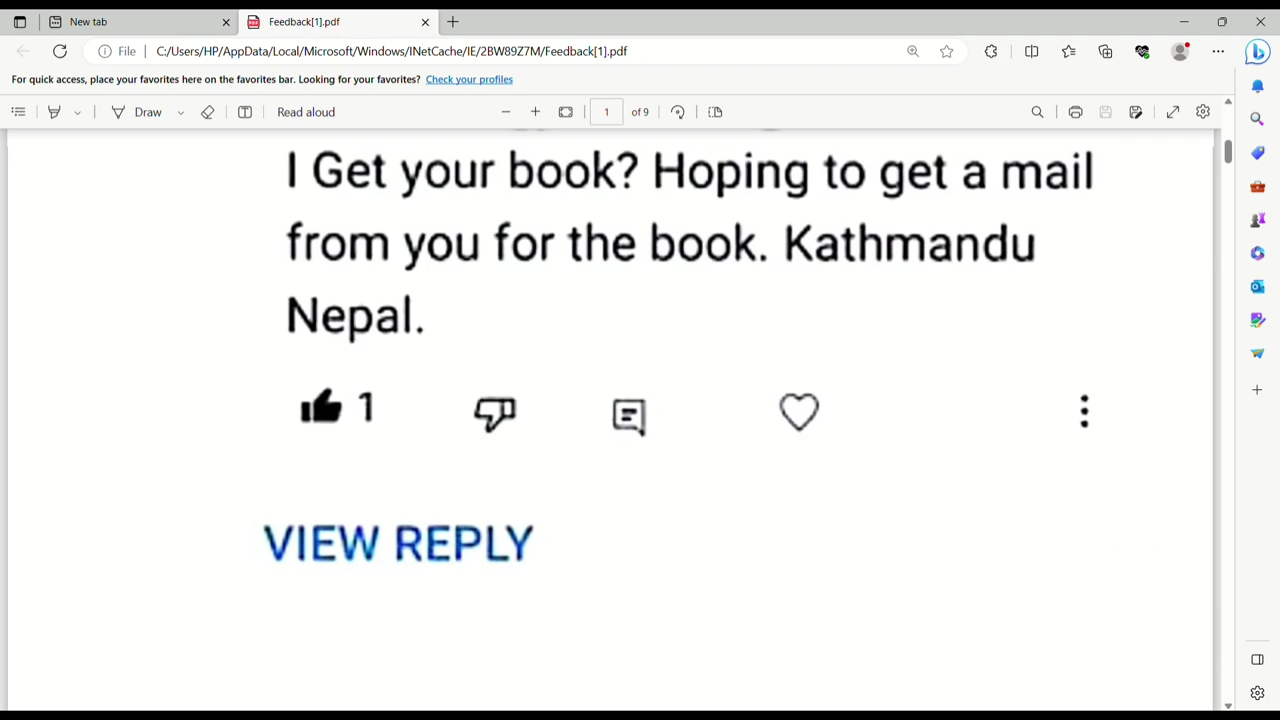 New tab
Feedback[1].pdf
File
C:/Users/HP/AppData/Local/Microsoft/Windows/INetCache/IE/2BW89Z7M/Feedback[1].pdf
For quick access, place your favorites here on the favorites bar. Looking for your favorites? Check your profiles
Draw
Read aloud
1 of 9
I Get your book? Hoping to get a mail
from you for the book. Kathmandu
Nepal.
1
VIEW REPLY